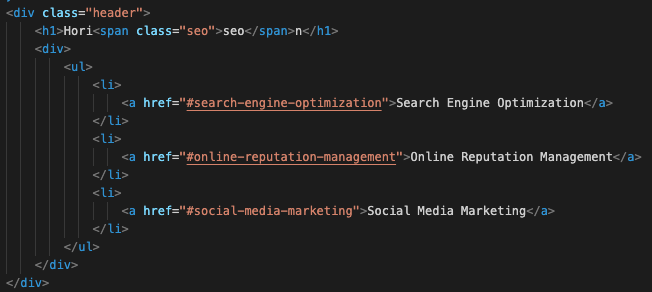 <div class="header">
    <h1>Hori<span class="seo">seo</span>n</h1>
    <div>
        <ul>
            <li>
                <a href="#search-engine-optimization">Search Engine Optimization</a>
            </li>
            <li>
                <a href="#online-reputation-management">Online Reputation Management</a>
            </li>
            <li>
                <a href="#social-media-marketing">Social Media Marketing</a>
            </li>
        </ul>
    </div>
</div>